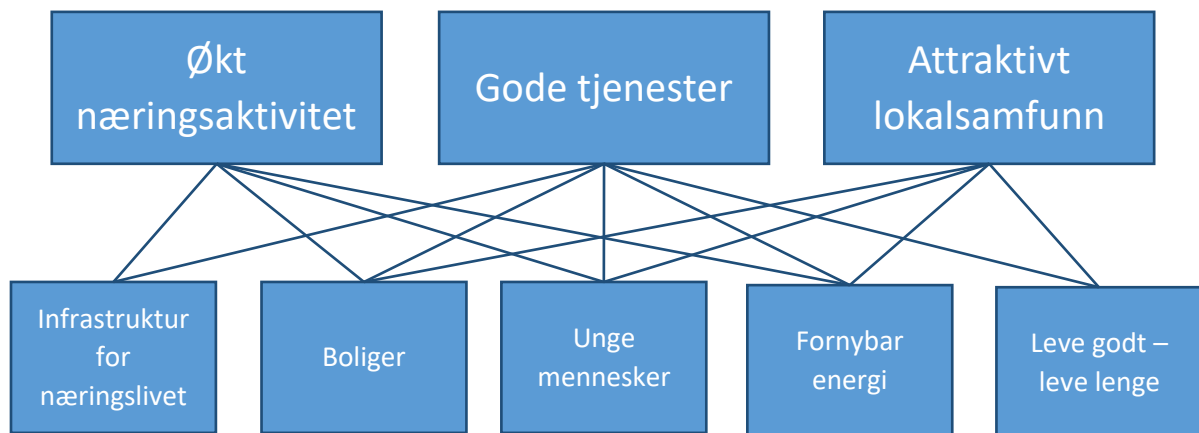 Økt
næringsaktivitet
Gode tjenester
Attraktivt
lokalsamfunn
Infrastruktur
for
næringslivet
Boliger
Unge
mennesker
Fornybar
energi
Leve godt –
leve lenge